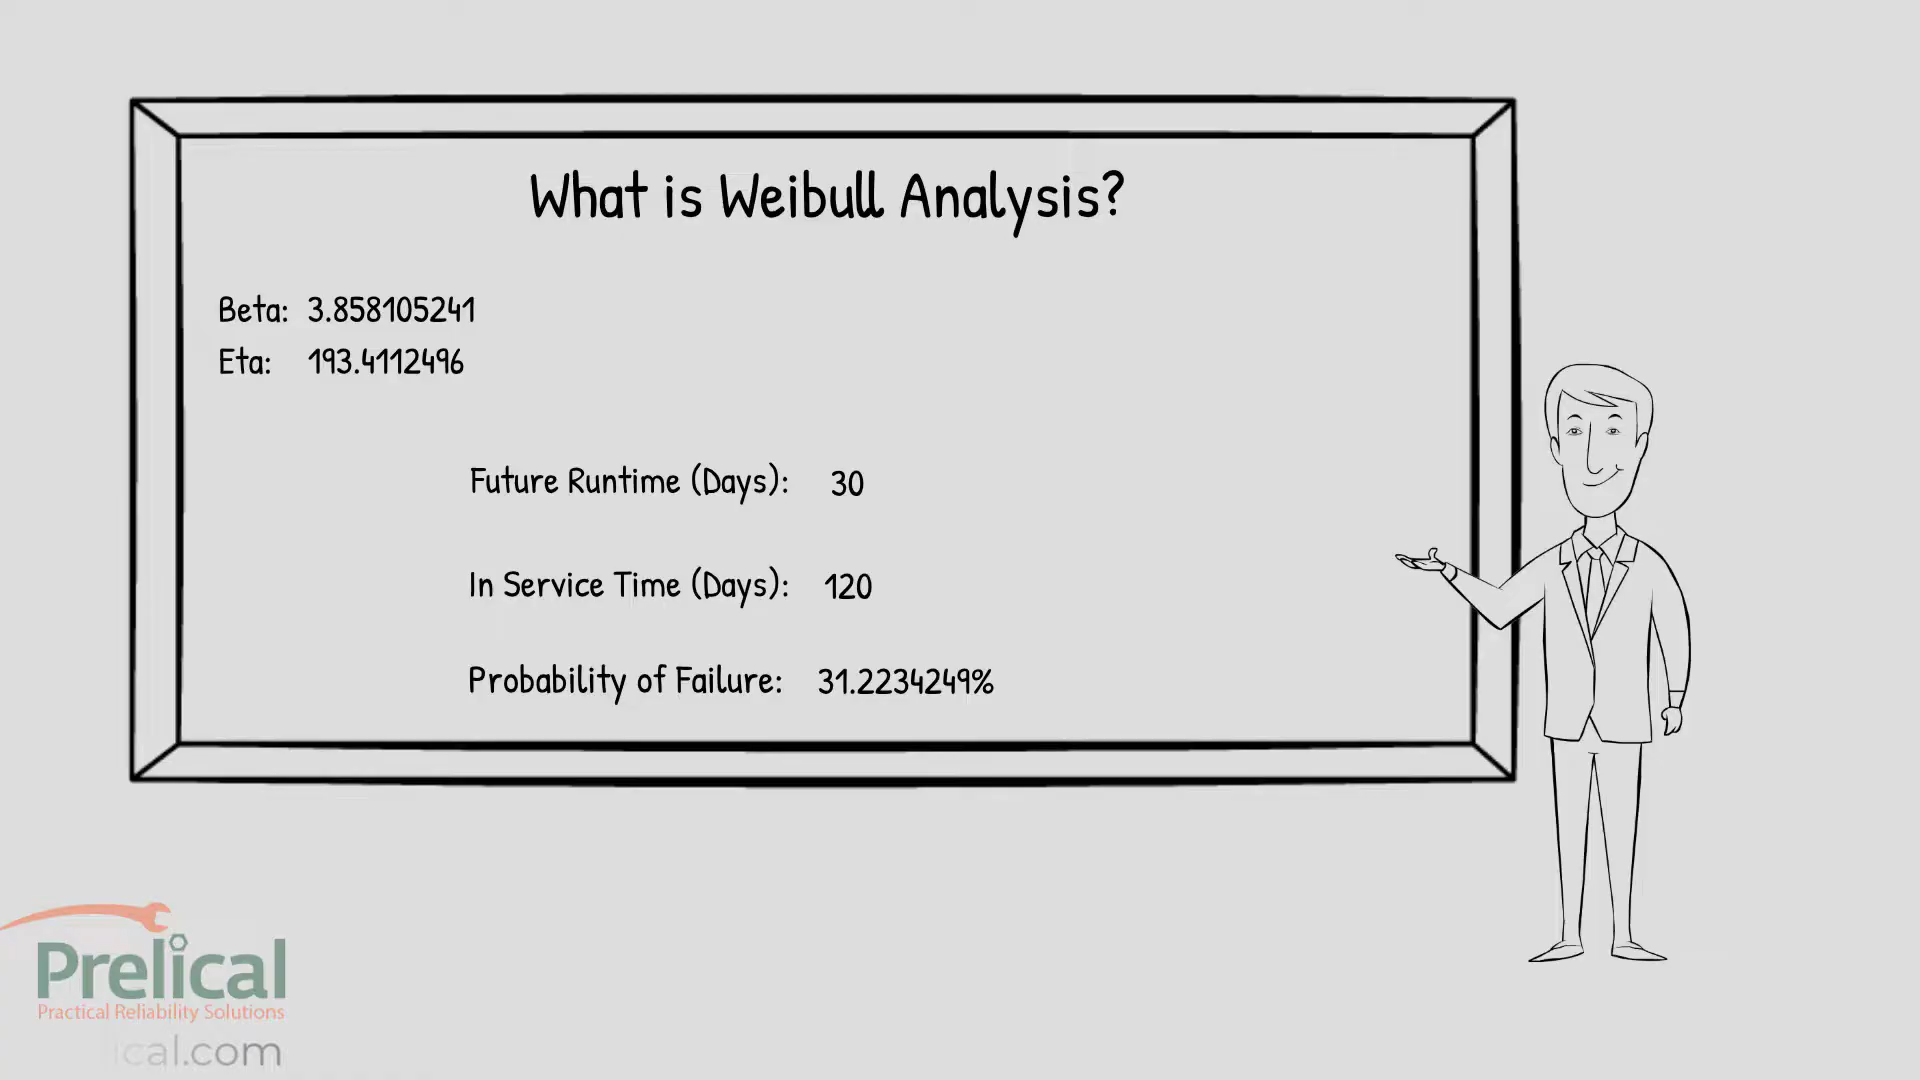 What is Weibull Analysis?
Beta: 3.858105241
Eta: 193.4112496
Future Runtime (Days): 30
In Service Time (Days): 120
Probability of Failure: 31.2234249%
Prelical
Practical Reliability Solutions
ical.com